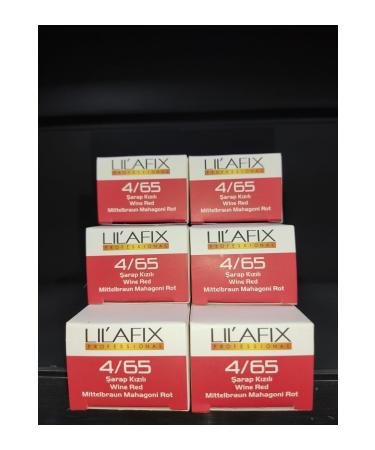 LIL'AFIX LIL'AFIX
PROFESSIONAL PROFESSIONAL
4/65 4/65
Şarap Kızılı Şarap Kızılı
Wine Red Wine Red
Mittelbraun Mahagoni Rot Mittelbraun Mahagoni Rot
LIL'AFIX LIL'AFIX
PROFESSIONAL PROFESSIONAL
4/65 4/65
Şarap Kızılı Şarap Kızılı
Wine Red Wine Red
Mittelbraun Mahagoni Rot Mittelbraun Mahagoni Rot
LIL'AFIX LIL'AFIX
PROFESSIONAL PROFESSIONAL
4/65 4/65
Şarap Kızılı Şarap Kızılı
Wine Red Wine Red
Mittelbraun Mahagoni Rot Mittelbraun Mahagoni Rot